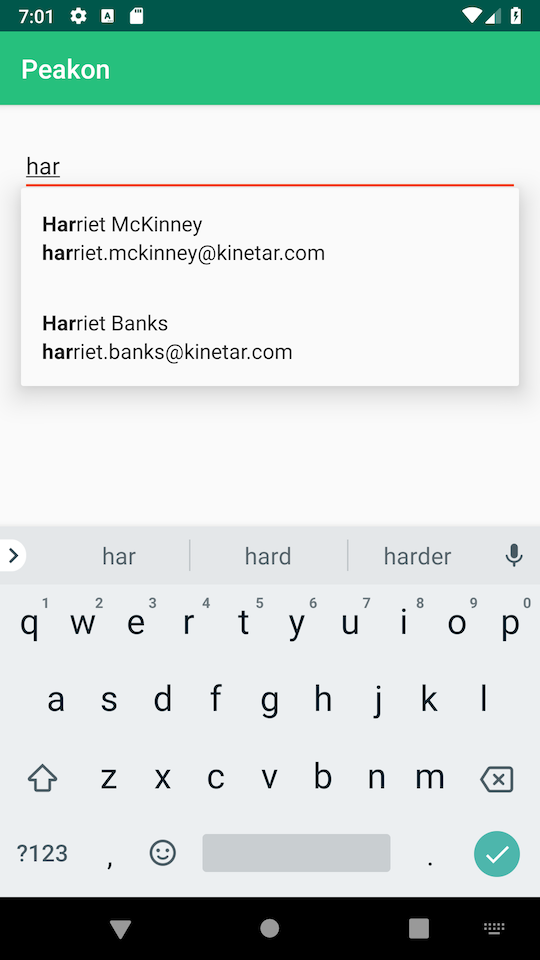 7:01 A
Peakon
har
Harriet McKinney
harriet.mckinney@kinetar.com
Harriet Banks
harriet.banks@kinetar.com
har hard harder
1 2 3 4 5 6 7 8 9 0
q w e r t y u i o p
a s d f g h j k l
z x c v b n m
?123 , .